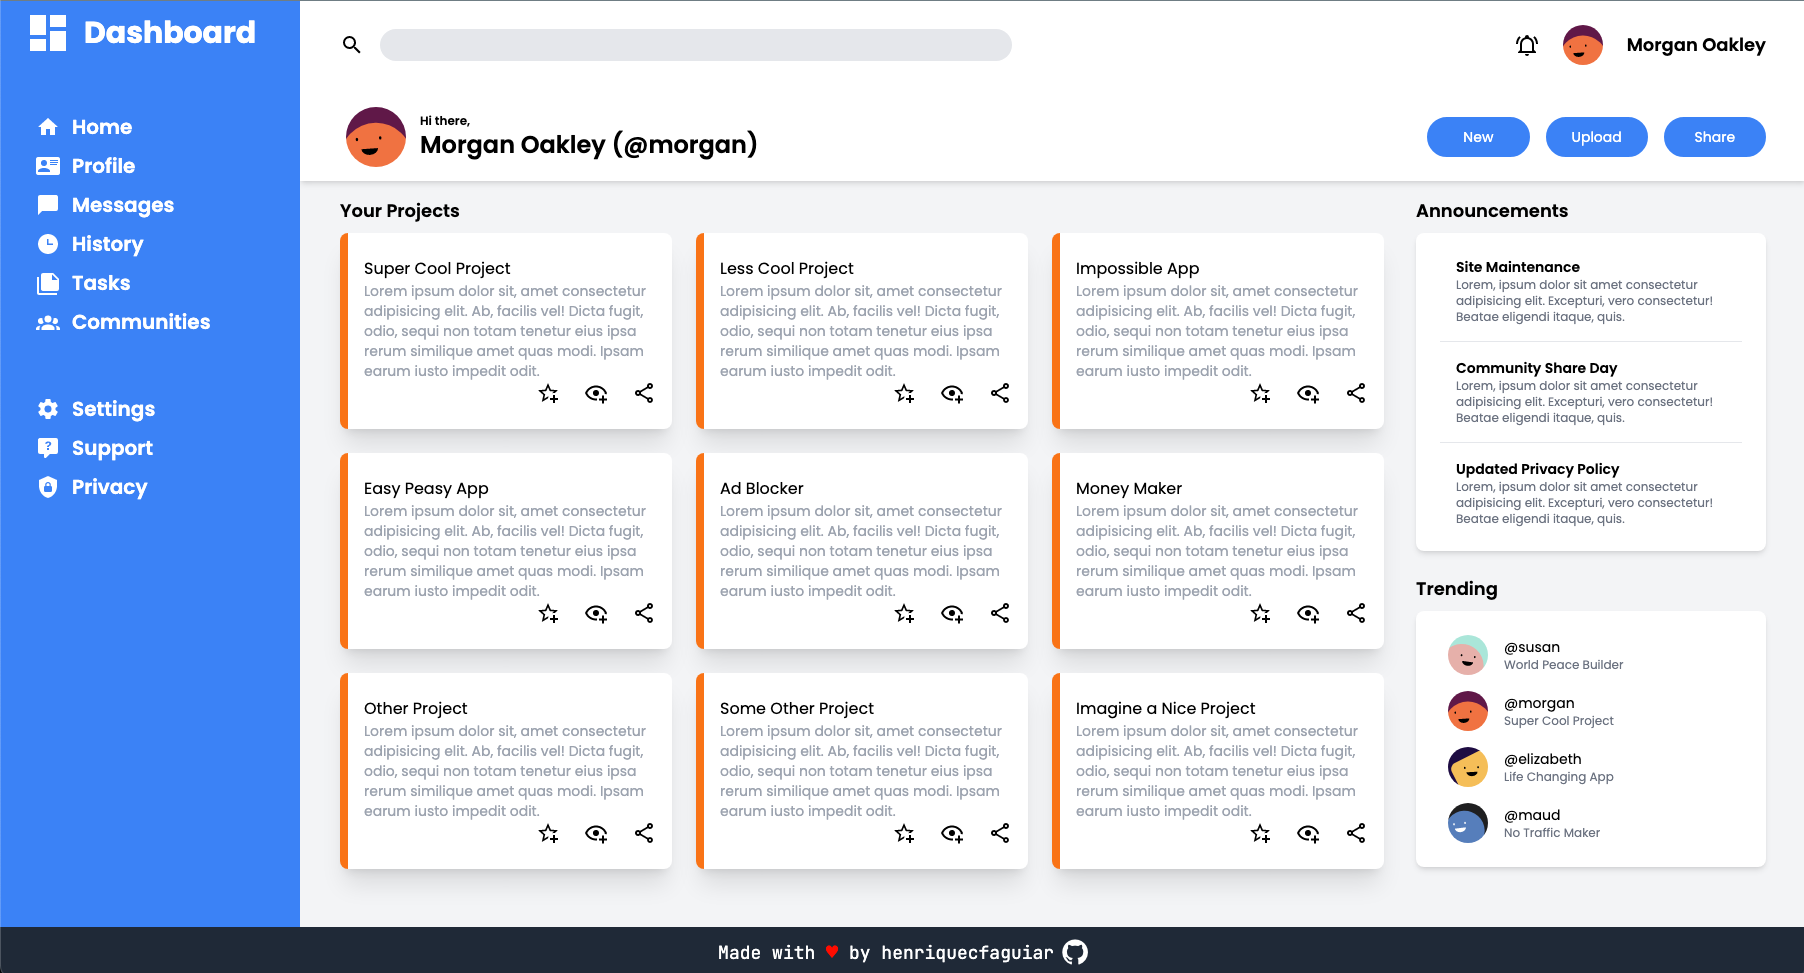 Dashboard
Home
Profile
Messages
History
Tasks
Communities
Settings
Support
Privacy
Morgan Oakley
Hi there,
Morgan Oakley (@morgan)
New
Upload
Share
Your Projects
Super Cool Project
Lorem ipsum dolor sit, amet consectetur
adipisicing elit. Ab, facilis vel! Dicta fugit,
odio, sequi non totam tenetur eius ipsa
rerum similique amet quas modi. Ipsam
earum iusto impedit odit.
Less Cool Project
Lorem ipsum dolor sit, amet consectetur
adipisicing elit. Ab, facilis vel! Dicta fugit,
odio, sequi non totam tenetur eius ipsa
rerum similique amet quas modi. Ipsam
earum iusto impedit odit.
Impossible App
Lorem ipsum dolor sit, amet consectetur
adipisicing elit. Ab, facilis vel! Dicta fugit,
odio, sequi non totam tenetur eius ipsa
rerum similique amet quas modi. Ipsam
earum iusto impedit odit.
Easy Peasy App
Lorem ipsum dolor sit, amet consectetur
adipisicing elit. Ab, facilis vel! Dicta fugit,
odio, sequi non totam tenetur eius ipsa
rerum similique amet quas modi. Ipsam
earum iusto impedit odit.
Ad Blocker
Lorem ipsum dolor sit, amet consectetur
adipisicing elit. Ab, facilis vel! Dicta fugit,
odio, sequi non totam tenetur eius ipsa
rerum similique amet quas modi. Ipsam
earum iusto impedit odit.
Money Maker
Lorem ipsum dolor sit, amet consectetur
adipisicing elit. Ab, facilis vel! Dicta fugit,
odio, sequi non totam tenetur eius ipsa
rerum similique amet quas modi. Ipsam
earum iusto impedit odit.
Other Project
Lorem ipsum dolor sit, amet consectetur
adipisicing elit. Ab, facilis vel! Dicta fugit,
odio, sequi non totam tenetur eius ipsa
rerum similique amet quas modi. Ipsam
earum iusto impedit odit.
Some Other Project
Lorem ipsum dolor sit, amet consectetur
adipisicing elit. Ab, facilis vel! Dicta fugit,
odio, sequi non totam tenetur eius ipsa
rerum similique amet quas modi. Ipsam
earum iusto impedit odit.
Imagine a Nice Project
Lorem ipsum dolor sit, amet consectetur
adipisicing elit. Ab, facilis vel! Dicta fugit,
odio, sequi non totam tenetur eius ipsa
rerum similique amet quas modi. Ipsam
earum iusto impedit odit.
Announcements
Site Maintenance
Lorem, ipsum dolor sit amet consectetur
adipisicing elit. Excepturi, vero consectetur!
Beatae eligendi itaque, quis.
Community Share Day
Lorem, ipsum dolor sit amet consectetur
adipisicing elit. Excepturi, vero consectetur!
Beatae eligendi itaque, quis.
Updated Privacy Policy
Lorem, ipsum dolor sit amet consectetur
adipisicing elit. Excepturi, vero consectetur!
Beatae eligendi itaque, quis.
Trending
@susan
World Peace Builder
@morgan
Super Cool Project
@elizabeth
Life Changing App
@maud
No Traffic Maker
Made with ♥ by henriquecfaguiar